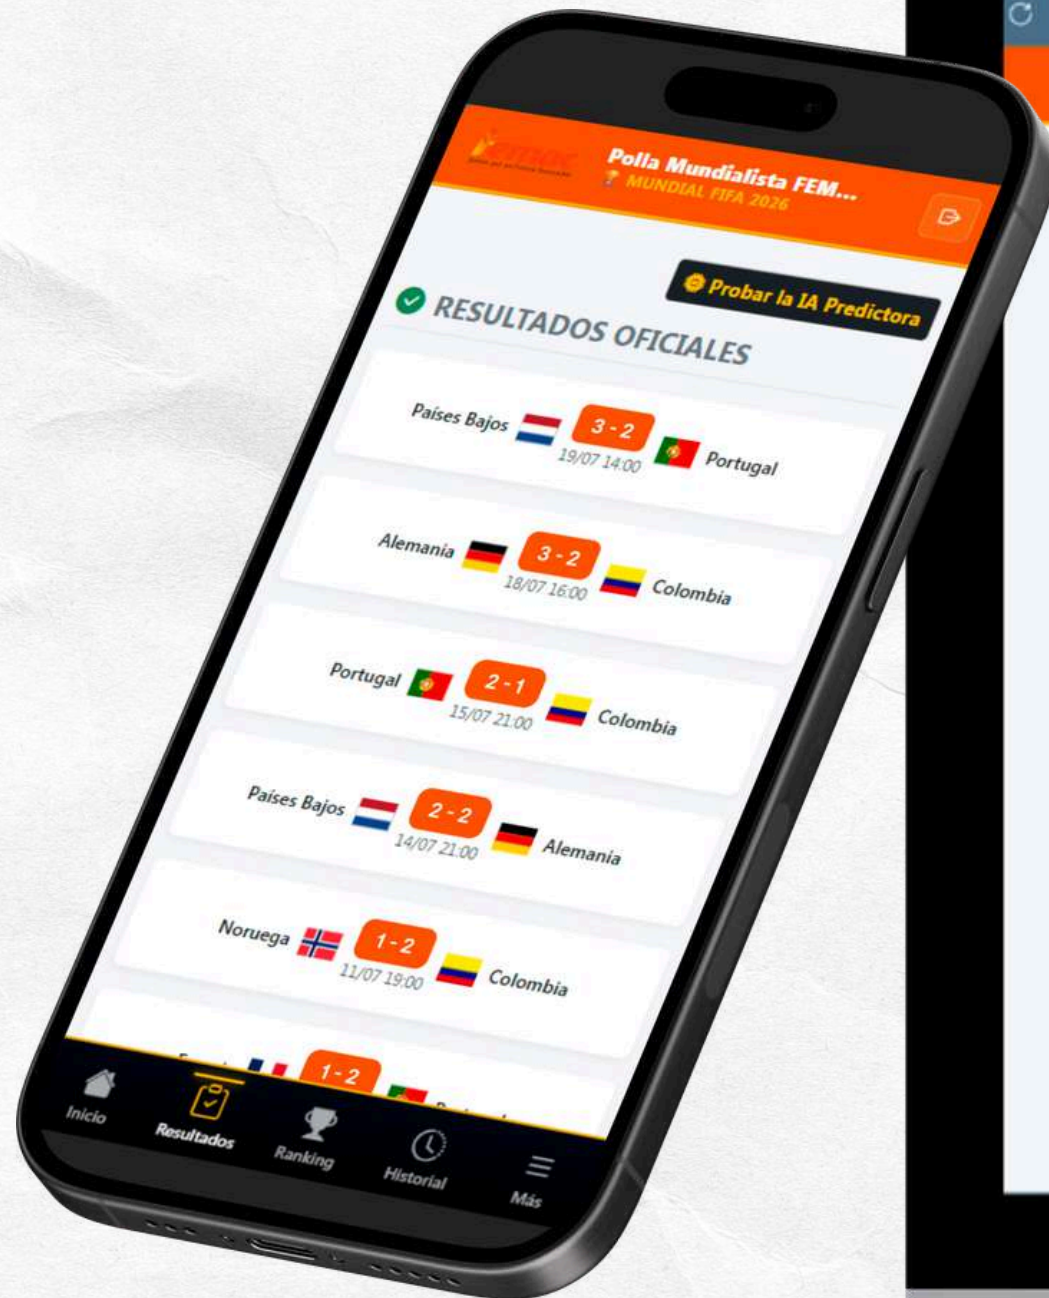 femac
Polla Mundialista FEM...
MUNDIAL FIFA 2026
Probar la IA Predictora
RESULTADOS OFICIALES
Países Bajos 3 - 2 Portugal
19/07 14:00
Alemania 3 - 2 Colombia
18/07 16:00
Portugal 2 - 1 Colombia
15/07 21:00
Países Bajos 2 - 2 Alemania
14/07 21:00
Noruega 1 - 2 Colombia
11/07 19:00
1 - 2
Inicio
Resultados
Ranking
Historial
Más